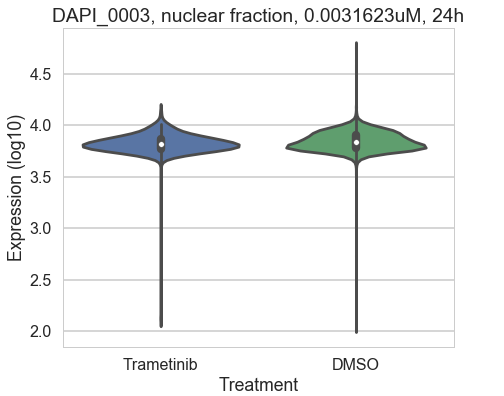 DAPI_0003, nuclear fraction, 0.0031623uM, 24h
Expression (log10)
4.5
4.0
3.5
3.0
2.5
2.0
Trametinib
DMSO
Treatment